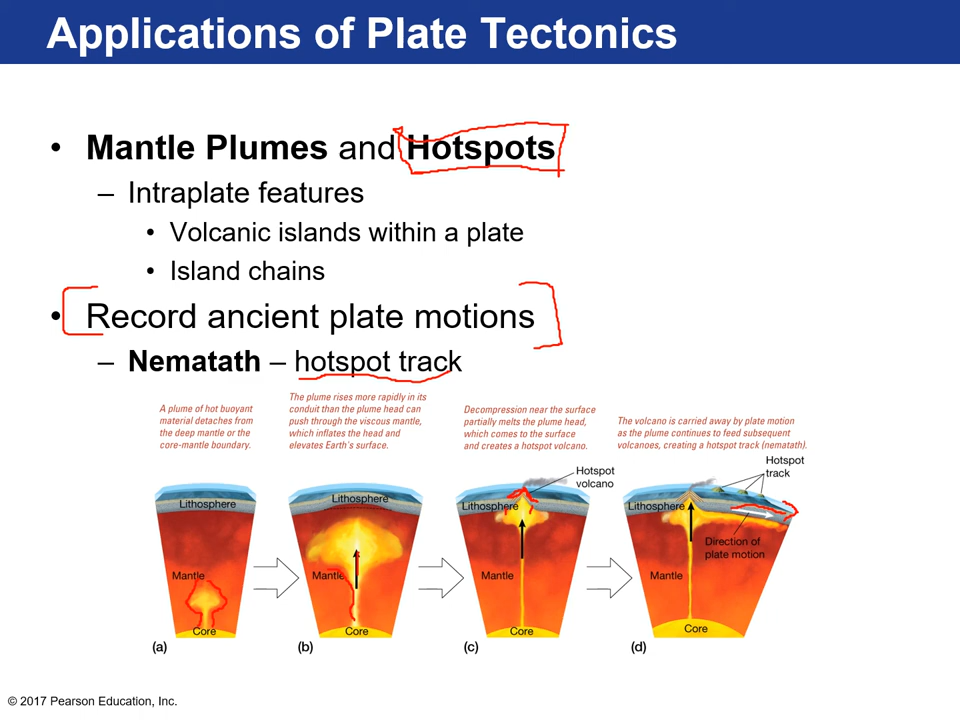 Applications of Plate Tectonics
• Mantle Plumes and Hotspots
– Intraplate features
• Volcanic islands within a plate
• Island chains
• Record ancient plate motions
– Nematath – hotspot track
A plume of hot buoyant
material detaches from
the deep mantle or the
core-mantle boundary.
The plume rises more rapidly in its
conduit than the plume head can
push through the viscous mantle,
which inflates the head and
elevates Earth's surface.
Decompression near the surface
partially melts the plume head,
which comes to the surface
and creates a hotspot volcano.
The volcano is carried away by plate motion
as the plume continues to feed subsequent
volcanoes, creating a hotspot track (nematath).
Lithosphere
Mantle
Core
(a)
Lithosphere
Mantle
Core
(b)
Hotspot
volcano
Lithosphere
Mantle
Core
(c)
Hotspot
track
Lithosphere
Direction of
plate motion
Mantle
Core
(d)
© 2017 Pearson Education, Inc.